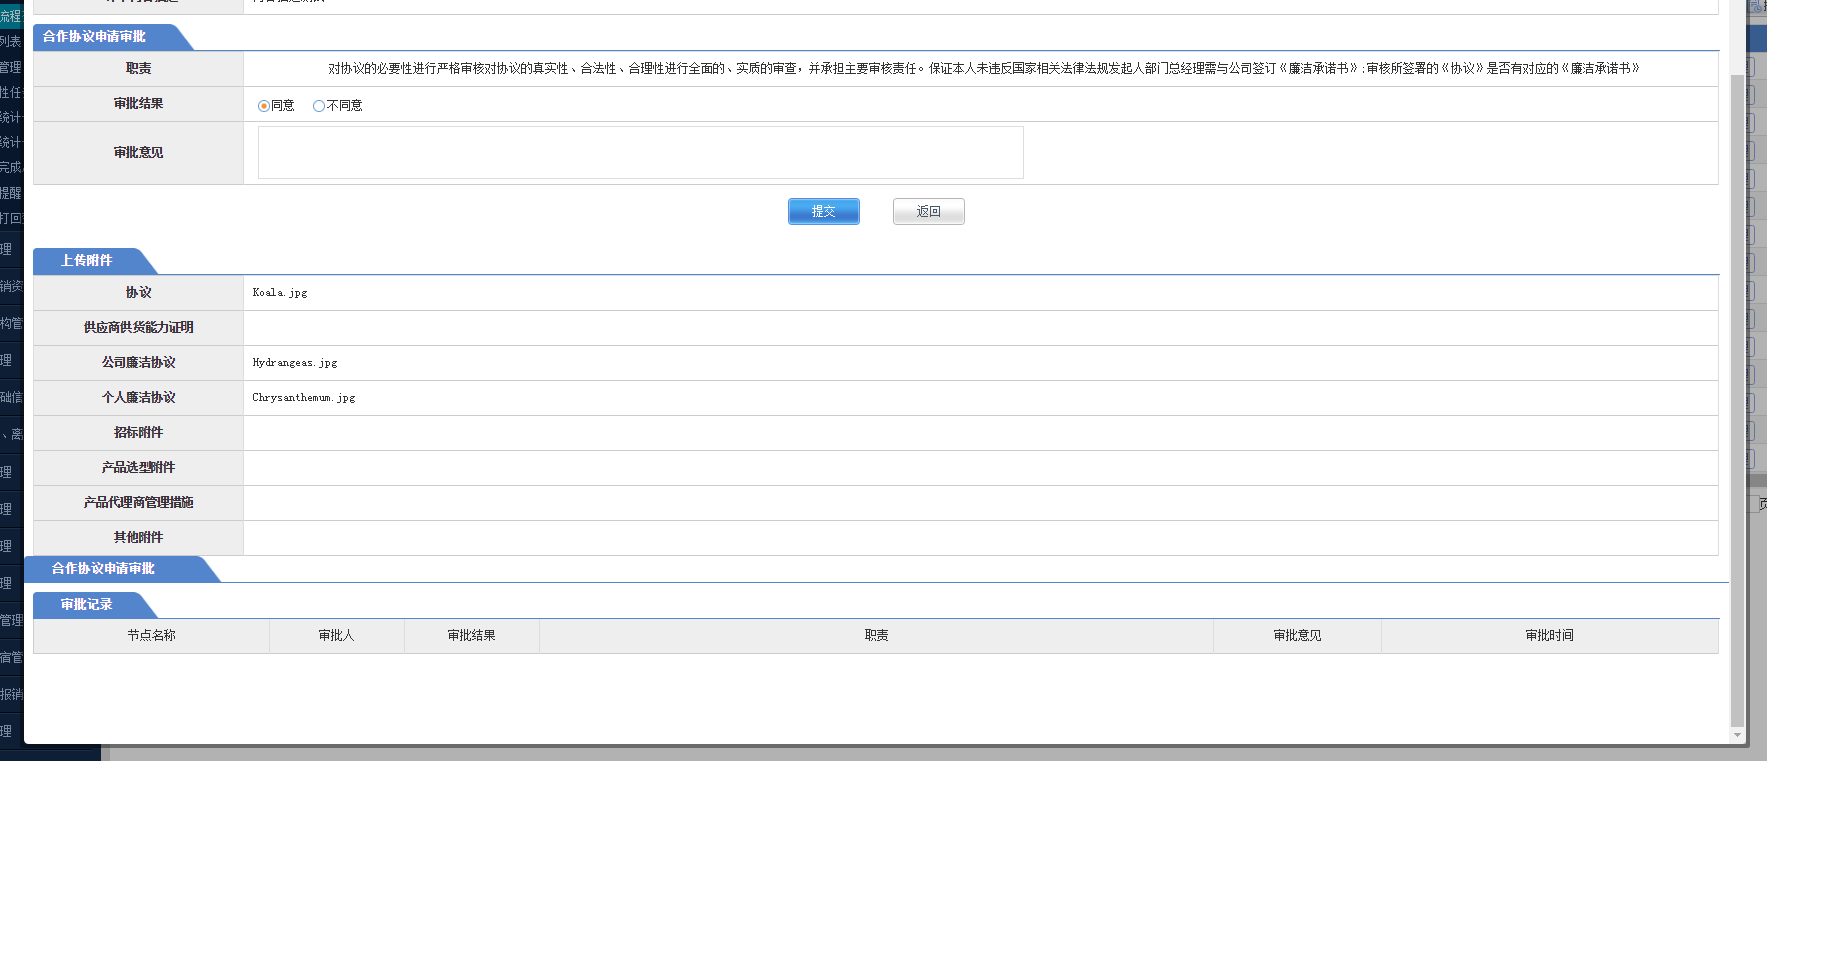 合作协议申请审批
职责
对协议的必要性进行严格审核对协议的真实性、合法性、合理性进行全面的、实质的审查，并承担主要审核责任。保证本人未违反国家相关法律法规发起人部门总经理需与公司签订《廉洁承诺书》;审核所签署的《协议》是否有对应的《廉洁承诺书》
审批结果
同意 不同意
审批意见
提交 返回
上传附件
协议 Koala.jpg
供应商供货能力证明
公司廉洁协议 Hydrangeas.jpg
个人廉洁协议 Chrysanthemum.jpg
招标附件
产品选型附件
产品代理商管理措施
其他附件
合作协议申请审批
审批记录
节点名称 审批人 审批结果 职责 审批意见 审批时间
流程
列表
管理
性任
统计
统计
完成
提醒
打回
理
销资
构管
理
础信
、离
理
理
理
理
管理
宿管
报销
理
页